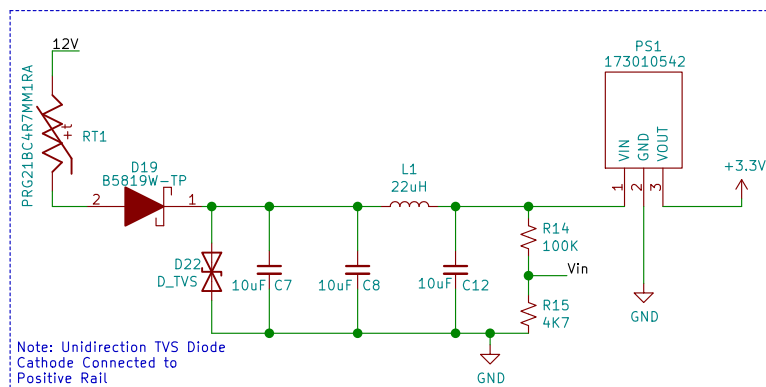 12V
PRG21BC4R7MM1RA
+t
RT1
D19
B5819W-TP
2
1
D22
D_TVS
10uF C7
10uF C8
L1
22uH
10uF C12
R14
100K
Vin
R15
4K7
GND
PS1
173010542
VIN
GND
VOUT
1
2
3
+3.3V
GND
Note: Unidirection TVS Diode
Cathode Connected to
Positive Rail